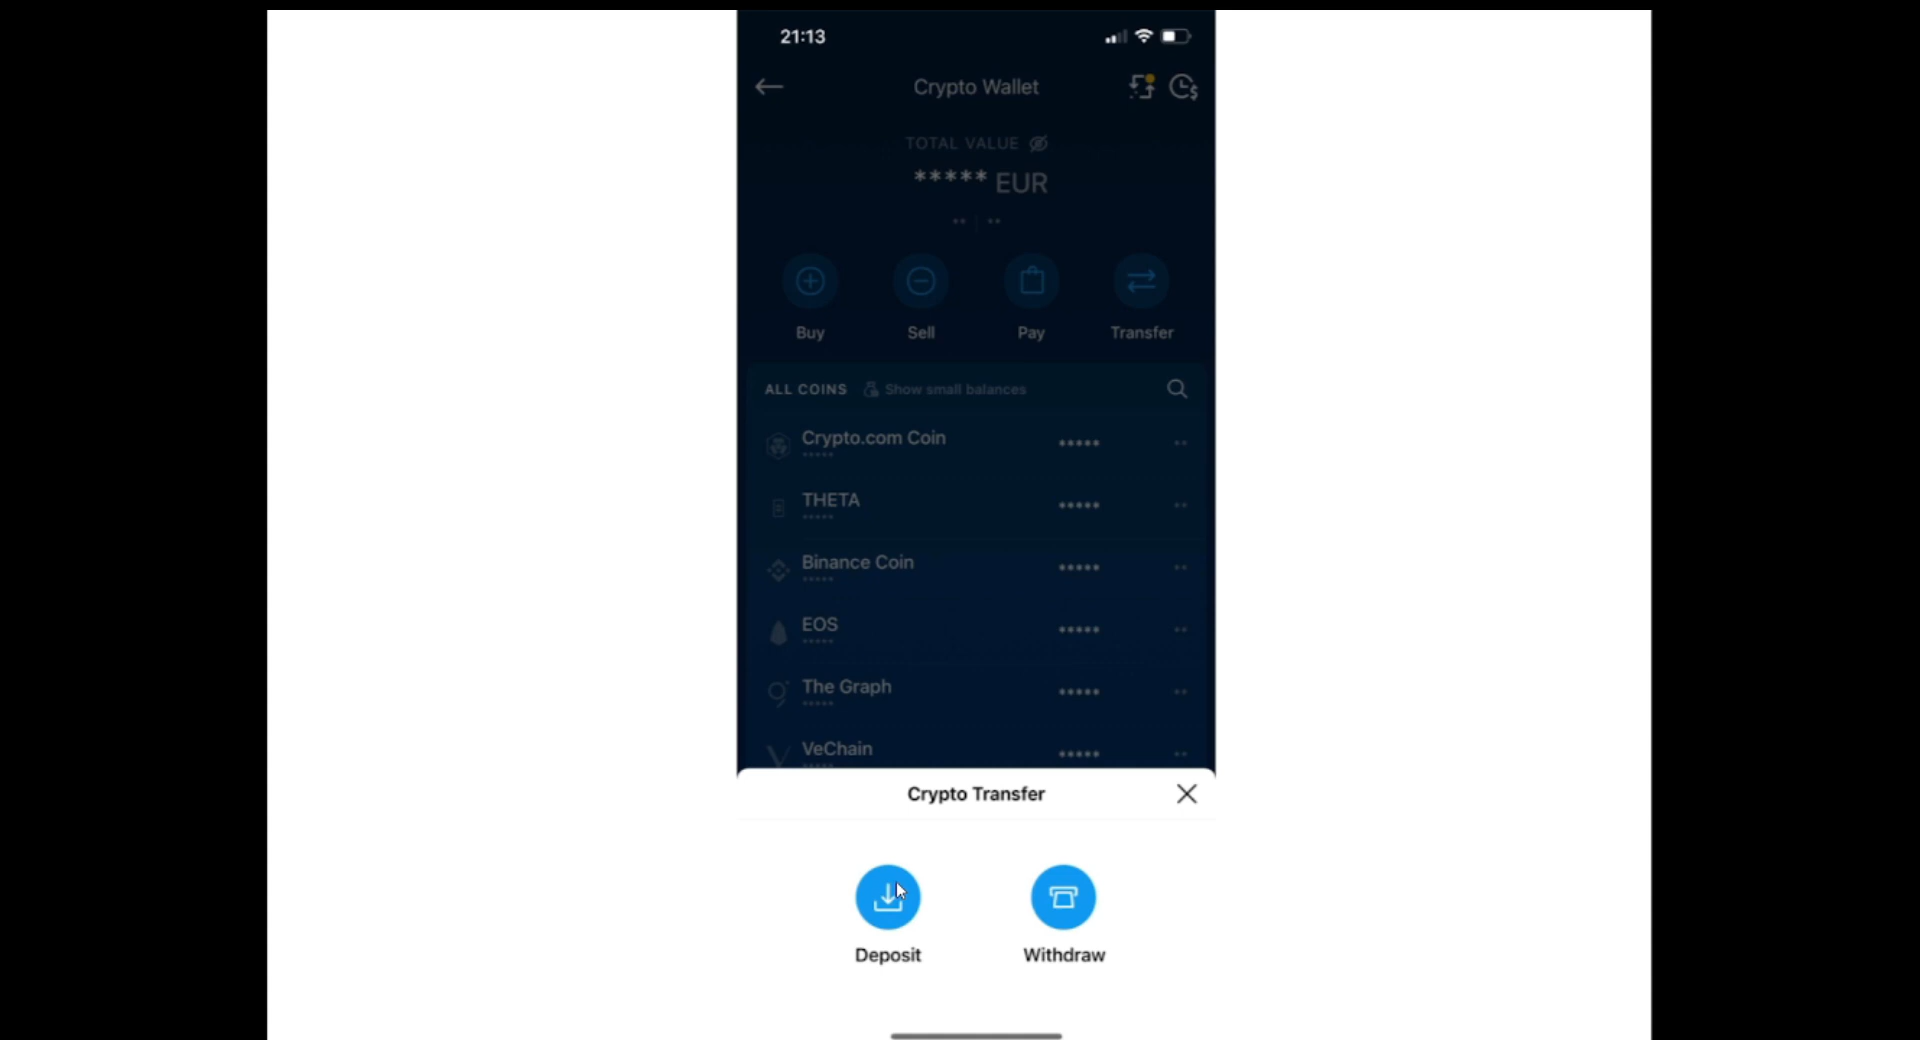 21:13
Crypto Wallet
TOTAL VALUE
***** EUR
** | **
Buy Sell Pay Transfer
ALL COINS Show small balances
Crypto.com Coin ***** **
*****
THETA ***** **
*****
Binance Coin ***** **
*****
EOS ***** **
*****
The Graph ***** **
*****
VeChain ***** **
*****
Crypto Transfer
Deposit Withdraw